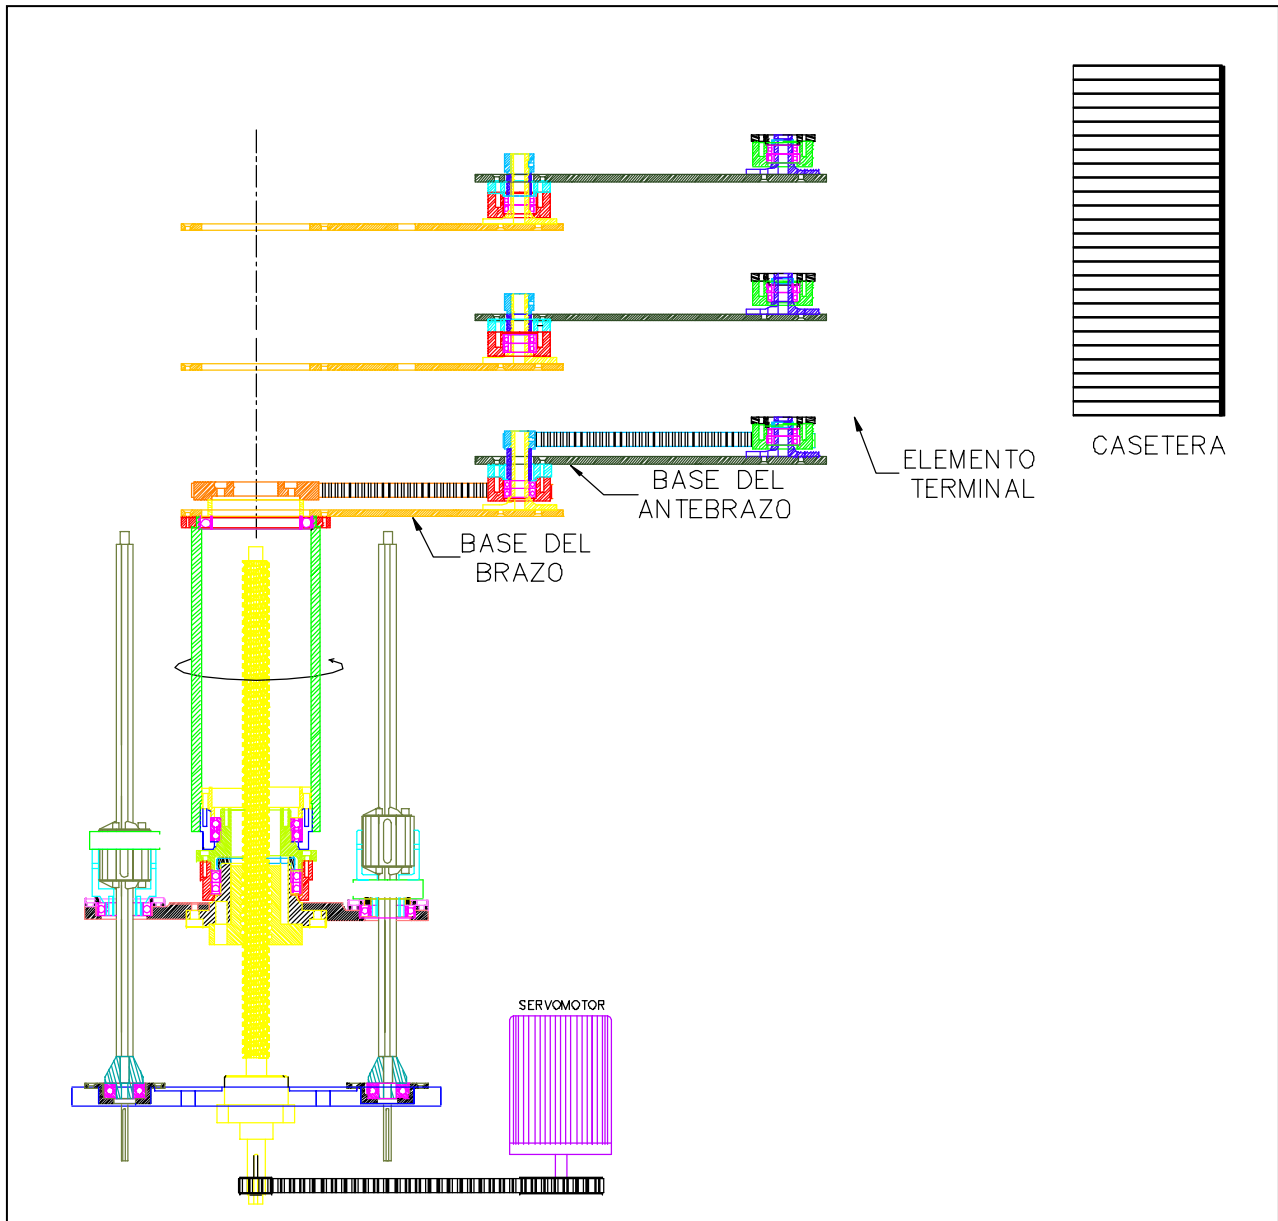 CASETERA
ELEMENTO
TERMINAL
BASE DEL
ANTEBRAZO
BASE DEL
BRAZO
SERVOMOTOR